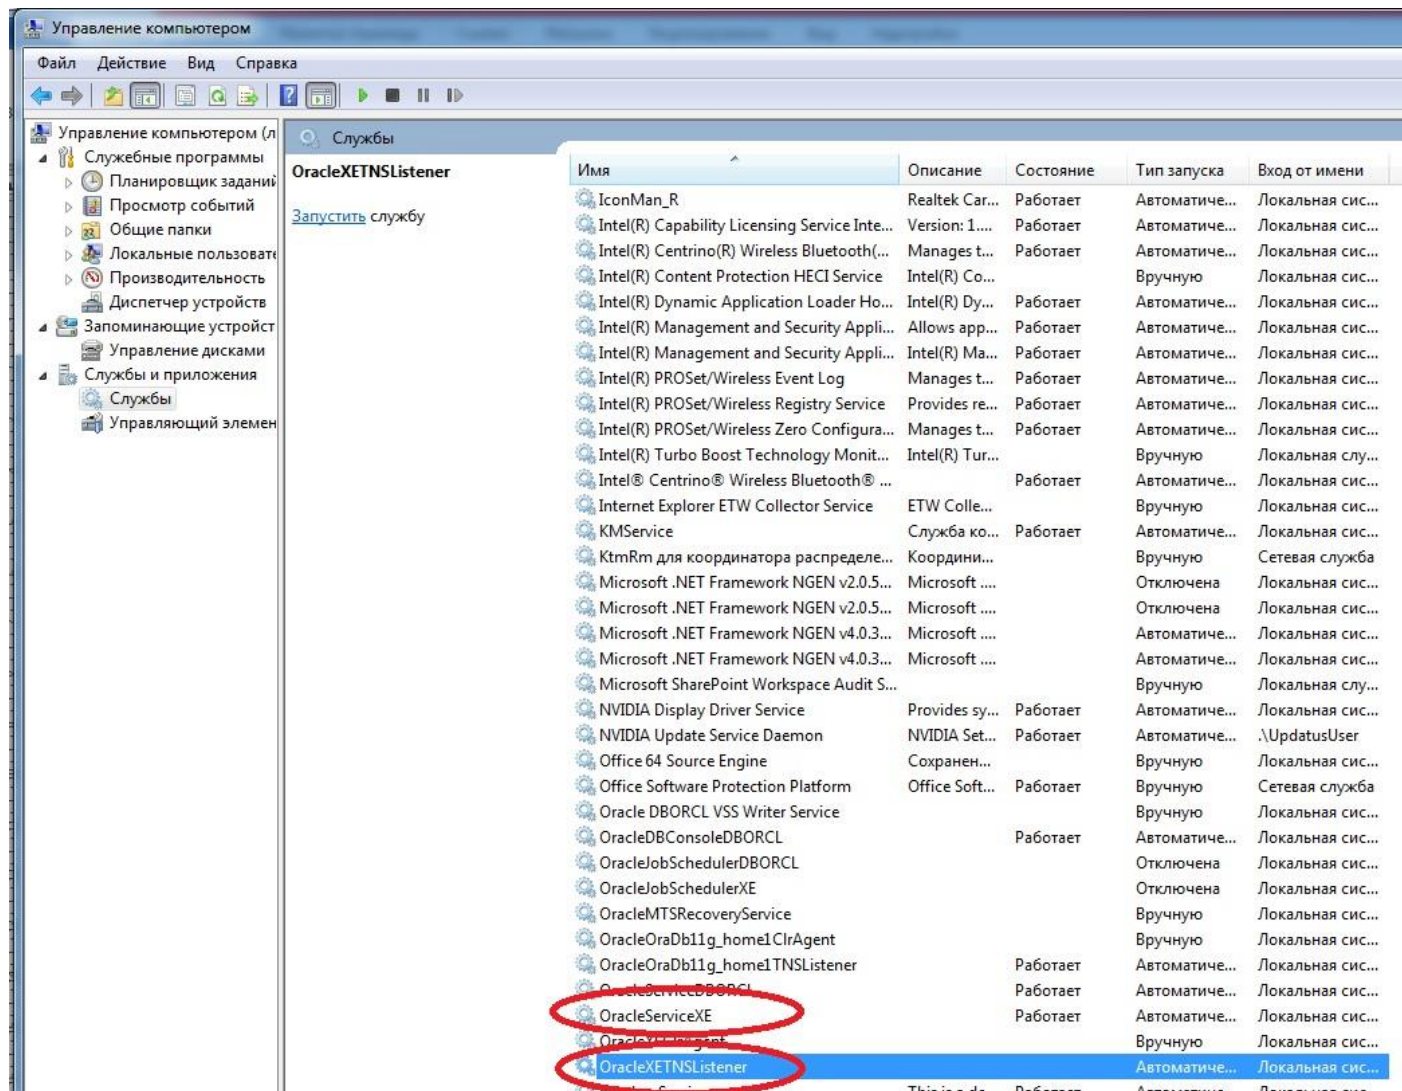 Управление компьютером
Файл Действие Вид Справка
Управление компьютером (л
Служебные программы
Планировщик заданий
Просмотр событий
Общие папки
Локальные пользовате
Производительность
Диспетчер устройств
Запоминающие устройст
Управление дисками
Службы и приложения
Службы
Управляющий элемен
Службы
OracleXETNSListener
Запустить службу
Имя Описание Состояние Тип запуска Вход от имени
IconMan_R Realtek Car... Работает Автоматиче... Локальная сис...
Intel(R) Capability Licensing Service Inte... Version: 1.... Работает Автоматиче... Локальная сис...
Intel(R) Centrino(R) Wireless Bluetooth(... Manages t... Работает Автоматиче... Локальная сис...
Intel(R) Content Protection HECI Service Intel(R) Co... Вручную Локальная сис...
Intel(R) Dynamic Application Loader Ho... Intel(R) Dy... Работает Автоматиче... Локальная сис...
Intel(R) Management and Security Appli... Allows app... Работает Автоматиче... Локальная сис...
Intel(R) Management and Security Appli... Intel(R) Ma... Работает Автоматиче... Локальная сис...
Intel(R) PROSet/Wireless Event Log Manages t... Работает Автоматиче... Локальная сис...
Intel(R) PROSet/Wireless Registry Service Provides re... Работает Автоматиче... Локальная сис...
Intel(R) PROSet/Wireless Zero Configura... Manages t... Работает Автоматиче... Локальная сис...
Intel(R) Turbo Boost Technology Monit... Intel(R) Tur... Вручную Локальная слу...
Intel® Centrino® Wireless Bluetooth® ... Работает Автоматиче... Локальная сис...
Internet Explorer ETW Collector Service ETW Colle... Вручную Локальная сис...
KMService Служба ко... Работает Автоматиче... Локальная сис...
KtmRm для координатора распределе... Координи... Вручную Сетевая служба
Microsoft .NET Framework NGEN v2.0.5... Microsoft .... Отключена Локальная сис...
Microsoft .NET Framework NGEN v2.0.5... Microsoft .... Отключена Локальная сис...
Microsoft .NET Framework NGEN v4.0.3... Microsoft .... Автоматиче... Локальная сис...
Microsoft .NET Framework NGEN v4.0.3... Microsoft .... Автоматиче... Локальная сис...
Microsoft SharePoint Workspace Audit S... Вручную Локальная слу...
NVIDIA Display Driver Service Provides sy... Работает Автоматиче... Локальная сис...
NVIDIA Update Service Daemon NVIDIA Set... Работает Автоматиче... .\UpdatusUser
Office 64 Source Engine Сохранен... Вручную Локальная сис...
Office Software Protection Platform Office Soft... Работает Вручную Сетевая служба
Oracle DBORCL VSS Writer Service Вручную Локальная сис...
OracleDBConsoleDBORCL Работает Автоматиче... Локальная сис...
OracleJobSchedulerDBORCL Отключена Локальная сис...
OracleJobSchedulerXE Отключена Локальная сис...
OracleMTSRecoveryService Вручную Локальная сис...
OracleOraDb11g_home1ClrAgent Вручную Локальная сис...
OracleOraDb11g_home1TNSListener Работает Автоматиче... Локальная сис...
OracleServiceDBORCL Работает Автоматиче... Локальная сис...
OracleServiceXE Работает Автоматиче... Локальная сис...
OracleXEClrAgent Вручную Локальная сис...
OracleXETNSListener Автоматиче... Локальная сис...